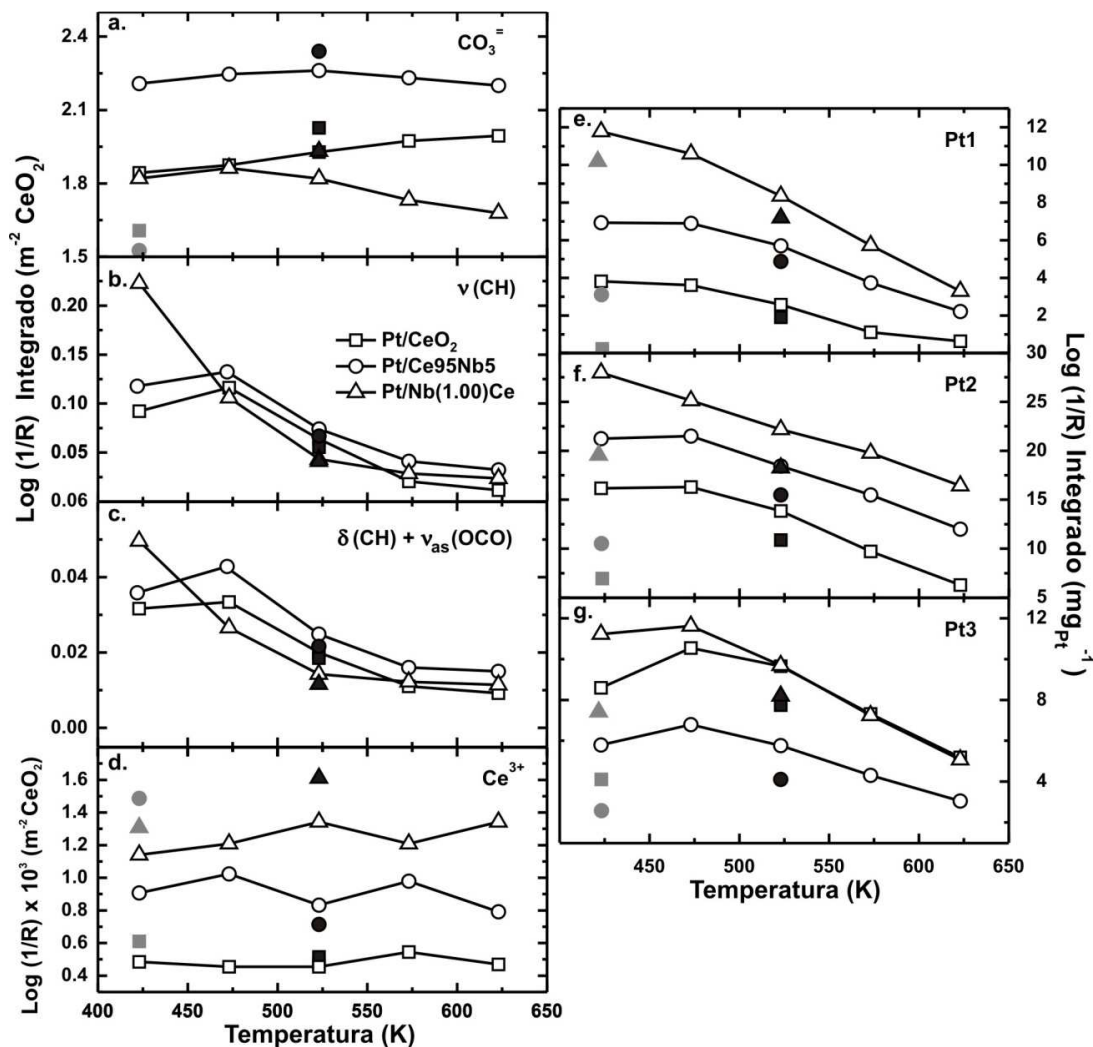 a.
CO₃⁼
2.4
2.1
1.8
1.5
b.
ν (CH)
0.20
0.15
0.10
0.05
0.06
Pt/CeO₂
Pt/Ce95Nb5
Pt/Nb(1.00)Ce
c.
δ (CH) + νas(OCO)
0.04
0.02
0.00
d.
Ce³⁺
1.6
1.4
1.2
1.0
0.8
0.6
0.4
400 450 500 550 600 650
Temperatura (K)
Log (1/R) Integrado (m⁻² CeO₂)
Log (1/R) x 10³ (m⁻² CeO₂)
e.
Pt1
12
10
8
6
4
2
30
f.
Pt2
25
20
15
10
5
g.
Pt3
12
8
4
450 500 550 600 650
Temperatura (K)
Log (1/R) Integrado (mg Pt⁻¹)